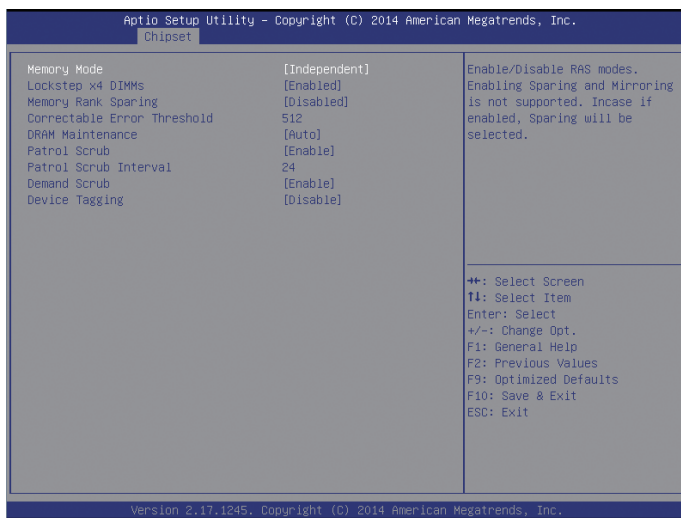 Aptio Setup Utility – Copyright (C) 2014 American Megatrends, Inc.
Chipset
Memory Mode [Independent]
Lockstep x4 DIMMs [Enabled]
Memory Rank Sparing [Disabled]
Correctable Error Threshold 512
DRAM Maintenance [Auto]
Patrol Scrub [Enable]
Patrol Scrub Interval 24
Demand Scrub [Enable]
Device Tagging [Disable]
Enable/Disable RAS modes.
Enabling Sparing and Mirroring
is not supported. Incase if
enabled, Sparing will be
selected.
→←: Select Screen
↑↓: Select Item
Enter: Select
+/-: Change Opt.
F1: General Help
F2: Previous Values
F9: Optimized Defaults
F10: Save & Exit
ESC: Exit
Version 2.17.1245. Copyright (C) 2014 American Megatrends, Inc.